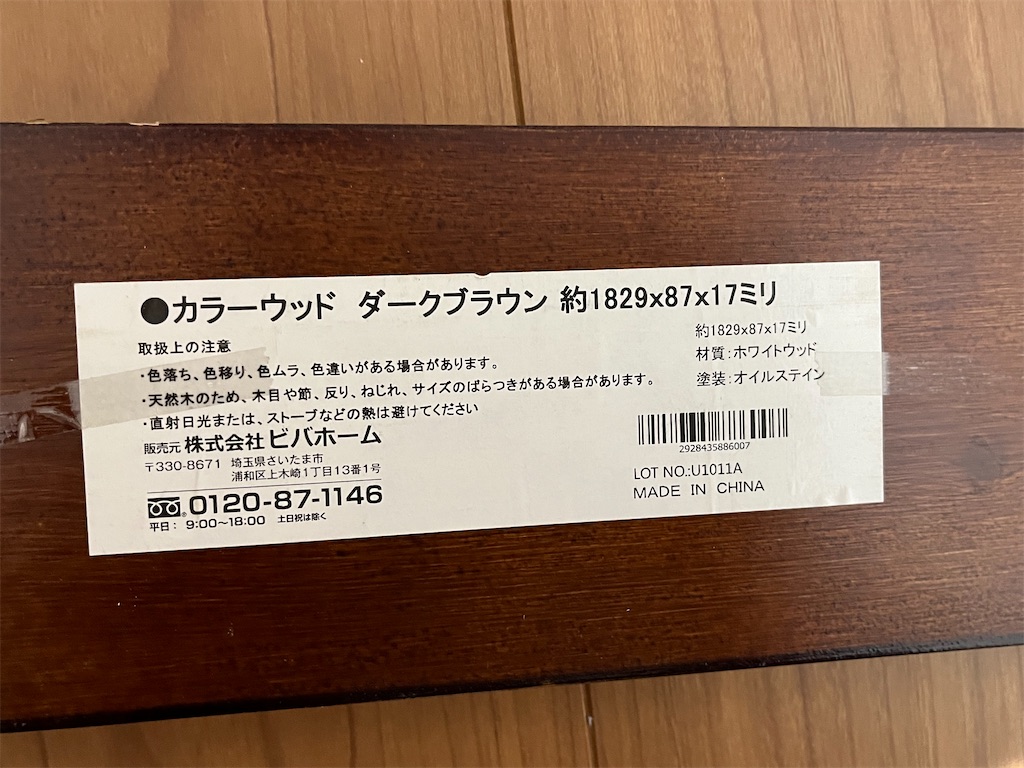 ●カラーウッド ダークブラウン 約1829x87x17ミリ
取扱上の注意
・色落ち、色移り、色ムラ、色違いがある場合があります。
・天然木のため、木目や節、反り、ねじれ、サイズのばらつきがある場合があります。
・直射日光または、ストーブなどの熱は避けてください
販売元 株式会社ビバホーム
〒330-8671 埼玉県さいたま市
浦和区上木崎1丁目13番1号
0120-87-1146
平日: 9:00～18:00 土日祝は除く
約1829x87x17ミリ
材質:ホワイトウッド
塗装:オイルステイン
2928435886007
LOT NO.:U1011A
MADE IN CHINA